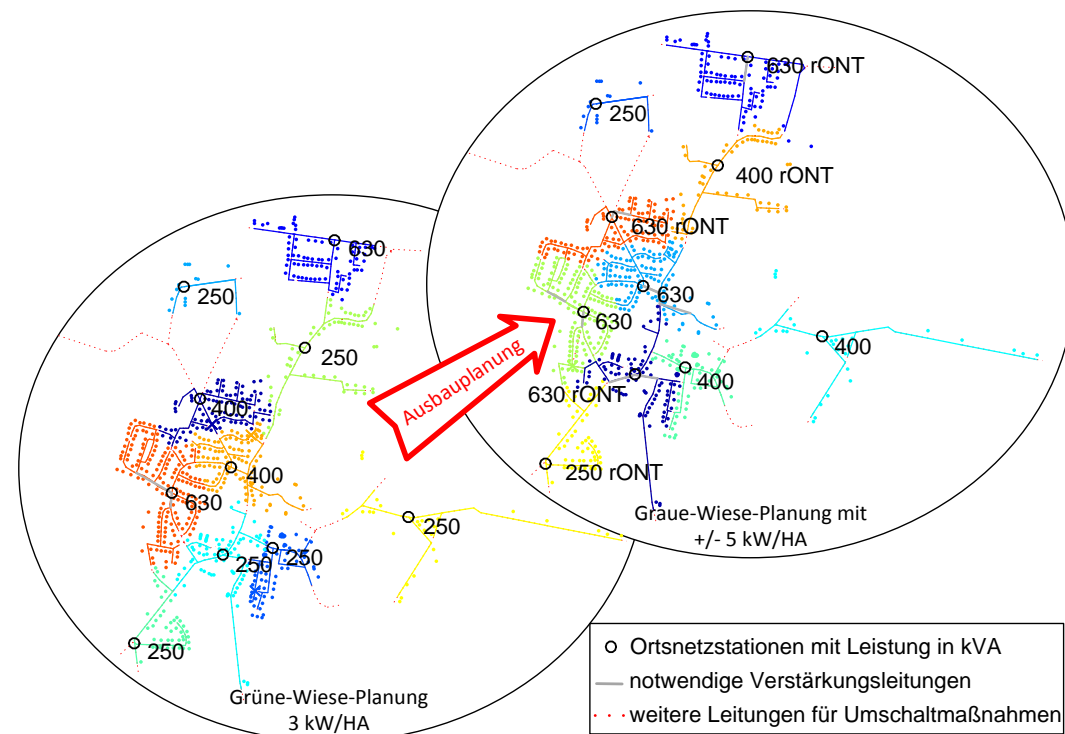 630 rONT
250
400 rONT
630 rONT
630
630
400
400
630 rONT
250 rONT
Graue-Wiese-Planung mit
+/- 5 kW/HA
Ausbauplanung
630
250
250
400
400
630
250
250
250
250
Grüne-Wiese-Planung
3 kW/HA
Ortsnetzstationen mit Leistung in kVA
notwendige Verstärkungsleitungen
weitere Leitungen für Umschaltmaßnahmen